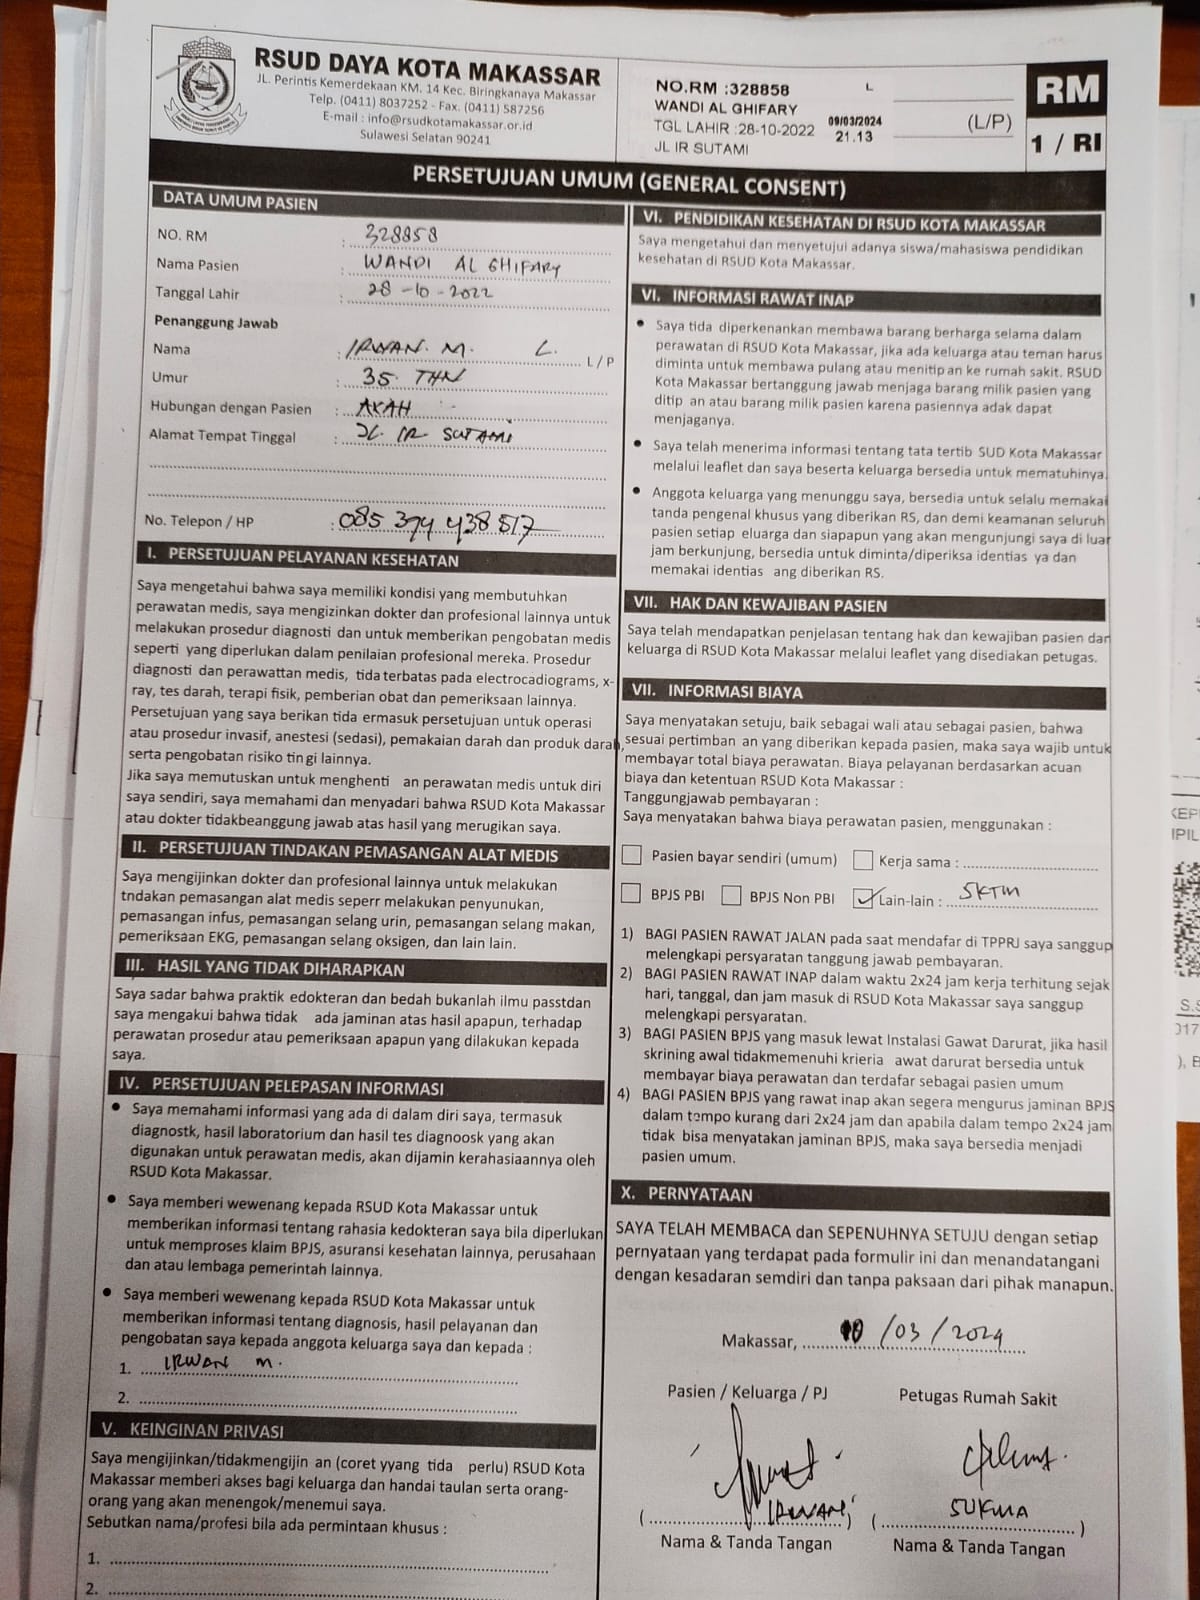 RSUD DAYA KOTA MAKASSAR
JL. Perintis Kemerdekaan KM. 14 Kec. Biringkanaya Makassar
Telp. (0411) 8037252 - Fax. (0411) 587256
E-mail : info@rsudkotamakassar.or.id
Sulawesi Selatan 90241
NO.RM :328858 L
WANDI AL GHIFARY
TGL LAHIR :28-10-2022 09/03/2024 (L/P)
21.13
JL IR SUTAMI
RM
1 / RI
PERSETUJUAN UMUM (GENERAL CONSENT)
DATA UMUM PASIEN
NO. RM : 328858
Nama Pasien : WANDI AL GHIFARY
Tanggal Lahir : 28-10-2022
Penanggung Jawab
Nama : IRWAN. M. L. L / P
Umur : 35 THN
Hubungan dengan Pasien : AYAH
Alamat Tempat Tinggal : JL. IR SUTAMI
No. Telepon / HP : 085 394 438 517
I. PERSETUJUAN PELAYANAN KESEHATAN
Saya mengetahui bahwa saya memiliki kondisi yang membutuhkan
perawatan medis, saya mengizinkan dokter dan profesional lainnya untuk
melakukan prosedur diagnosti dan untuk memberikan pengobatan medis
seperti yang diperlukan dalam penilaian profesional mereka. Prosedur
diagnosti dan perawattan medis, tida terbatas pada electrocadiograms, x-
ray, tes darah, terapi fisik, pemberian obat dan pemeriksaan lainnya.
Persetujuan yang saya berikan tida ermasuk persetujuan untuk operasi
atau prosedur invasif, anestesi (sedasi), pemakaian darah dan produk darah,
serta pengobatan risiko tin gi lainnya.
Jika saya memutuskan untuk menghenti an perawatan medis untuk diri
saya sendiri, saya memahami dan menyadari bahwa RSUD Kota Makassar
atau dokter tidakbeanggung jawab atas hasil yang merugikan saya.
II. PERSETUJUAN TINDAKAN PEMASANGAN ALAT MEDIS
Saya mengijinkan dokter dan profesional lainnya untuk melakukan
tndakan pemasangan alat medis seperr melakukan penyunukan,
pemasangan infus, pemasangan selang urin, pemasangan selang makan,
pemeriksaan EKG, pemasangan selang oksigen, dan lain lain.
III. HASIL YANG TIDAK DIHARAPKAN
Saya sadar bahwa praktik edokteran dan bedah bukanlah ilmu passtdan
saya mengakui bahwa tidak ada jaminan atas hasil apapun, terhadap
perawatan prosedur atau pemeriksaan apapun yang dilakukan kepada
saya.
IV. PERSETUJUAN PELEPASAN INFORMASI
• Saya memahami informasi yang ada di dalam diri saya, termasuk
diagnostk, hasil laboratorium dan hasil tes diagnoosk yang akan
digunakan untuk perawatan medis, akan dijamin kerahasiaannya oleh
RSUD Kota Makassar.
• Saya memberi wewenang kepada RSUD Kota Makassar untuk
memberikan informasi tentang rahasia kedokteran saya bila diperlukan
untuk memproses klaim BPJS, asuransi kesehatan lainnya, perusahaan
dan atau lembaga pemerintah lainnya.
• Saya memberi wewenang kepada RSUD Kota Makassar untuk
memberikan informasi tentang diagnosis, hasil pelayanan dan
pengobatan saya kepada anggota keluarga saya dan kepada :
1. IRWAN M.
2.
V. KEINGINAN PRIVASI
Saya mengijinkan/tidakmengijin an (coret yyang tida perlu) RSUD Kota
Makassar memberi akses bagi keluarga dan handai taulan serta orang-
orang yang akan menengok/menemui saya.
Sebutkan nama/profesi bila ada permintaan khusus :
1.
2.
VI. PENDIDIKAN KESEHATAN DI RSUD KOTA MAKASSAR
Saya mengetahui dan menyetujui adanya siswa/mahasiswa pendidikan
kesehatan di RSUD Kota Makassar.
VI. INFORMASI RAWAT INAP
• Saya tida diperkenankan membawa barang berharga selama dalam
perawatan di RSUD Kota Makassar, jika ada keluarga atau teman harus
diminta untuk membawa pulang atau menitip an ke rumah sakit. RSUD
Kota Makassar bertanggung jawab menjaga barang milik pasien yang
ditip an atau barang milik pasien karena pasiennya adak dapat
menjaganya.
• Saya telah menerima informasi tentang tata tertib SUD Kota Makassar
melalui leaflet dan saya beserta keluarga bersedia untuk mematuhinya.
• Anggota keluarga yang menunggu saya, bersedia untuk selalu memakai
tanda pengenal khusus yang diberikan RS, dan demi keamanan seluruh
pasien setiap eluarga dan siapapun yang akan mengunjungi saya di luar
jam berkunjung, bersedia untuk diminta/diperiksa identias ya dan
memakai identias ang diberikan RS.
VII. HAK DAN KEWAJIBAN PASIEN
Saya telah mendapatkan penjelasan tentang hak dan kewajiban pasien dan
keluarga di RSUD Kota Makassar melalui leaflet yang disediakan petugas.
VII. INFORMASI BIAYA
Saya menyatakan setuju, baik sebagai wali atau sebagai pasien, bahwa
sesuai pertimban an yang diberikan kepada pasien, maka saya wajib untuk
membayar total biaya perawatan. Biaya pelayanan berdasarkan acuan
biaya dan ketentuan RSUD Kota Makassar :
Tanggungjawab pembayaran :
Saya menyatakan bahwa biaya perawatan pasien, menggunakan :
Pasien bayar sendiri (umum) Kerja sama :
BPJS PBI BPJS Non PBI Lain-lain : SKTM
1) BAGI PASIEN RAWAT JALAN pada saat mendafar di TPPRJ saya sanggup
melengkapi persyaratan tanggung jawab pembayaran.
2) BAGI PASIEN RAWAT INAP dalam waktu 2x24 jam kerja terhitung sejak
hari, tanggal, dan jam masuk di RSUD Kota Makassar saya sanggup
melengkapi persyaratan.
3) BAGI PASIEN BPJS yang masuk lewat Instalasi Gawat Darurat, jika hasil
skrining awal tidakmemenuhi krieria awat darurat bersedia untuk
membayar biaya perawatan dan terdafar sebagai pasien umum
4) BAGI PASIEN BPJS yang rawat inap akan segera mengurus jaminan BPJS
dalam tempo kurang dari 2x24 jam dan apabila dalam tempo 2x24 jam
tidak bisa menyatakan jaminan BPJS, maka saya bersedia menjadi
pasien umum.
X. PERNYATAAN
SAYA TELAH MEMBACA dan SEPENUHNYA SETUJU dengan setiap
pernyataan yang terdapat pada formulir ini dan menandatangani
dengan kesadaran semdiri dan tanpa paksaan dari pihak manapun.
Makassar, /03/2024
Pasien / Keluarga / PJ Petugas Rumah Sakit
( IRWAN ) ( SUKMA )
Nama & Tanda Tangan Nama & Tanda Tangan
KEP
IPIL
S.S
017
), B